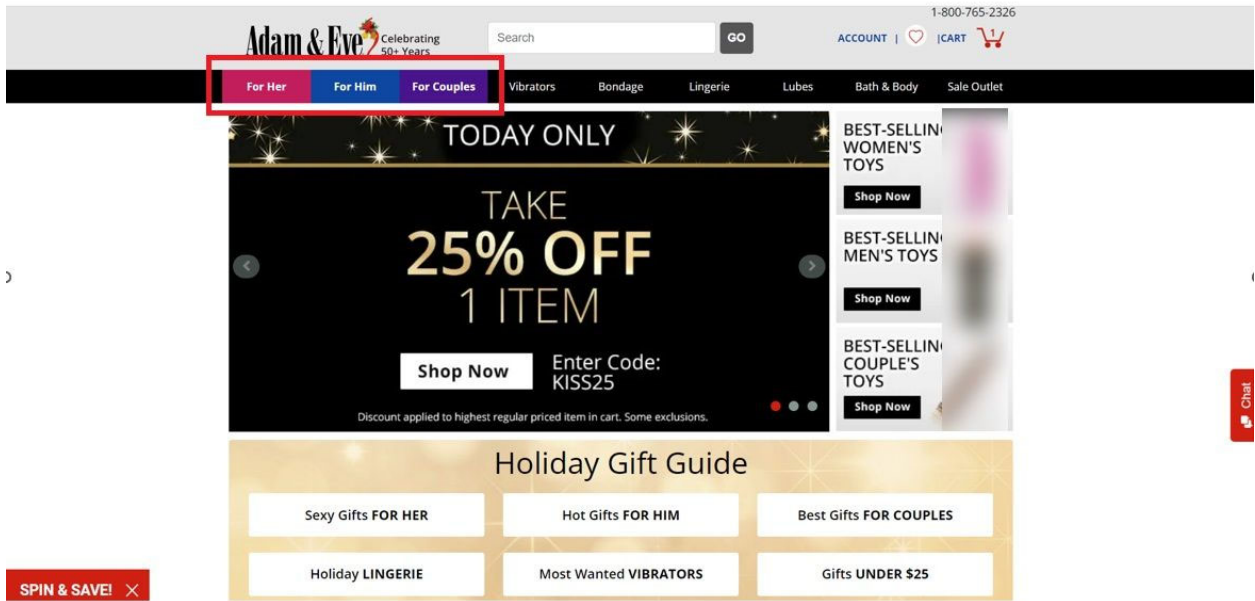 1-800-765-2326
Adam & Eve
Celebrating
50+ Years
Search
GO
ACCOUNT | |CART 1
For Her For Him For Couples Vibrators Bondage Lingerie Lubes Bath & Body Sale Outlet
TODAY ONLY
TAKE
25% OFF
1 ITEM
Shop Now
Enter Code:
KISS25
Discount applied to highest regular priced item in cart. Some exclusions.
BEST-SELLIN
WOMEN'S
TOYS
Shop Now
BEST-SELLIN
MEN'S TOYS
Shop Now
BEST-SELLIN
COUPLE'S
TOYS
Shop Now
Chat
Holiday Gift Guide
Sexy Gifts FOR HER
Hot Gifts FOR HIM
Best Gifts FOR COUPLES
Holiday LINGERIE
Most Wanted VIBRATORS
Gifts UNDER $25
SPIN & SAVE! ×